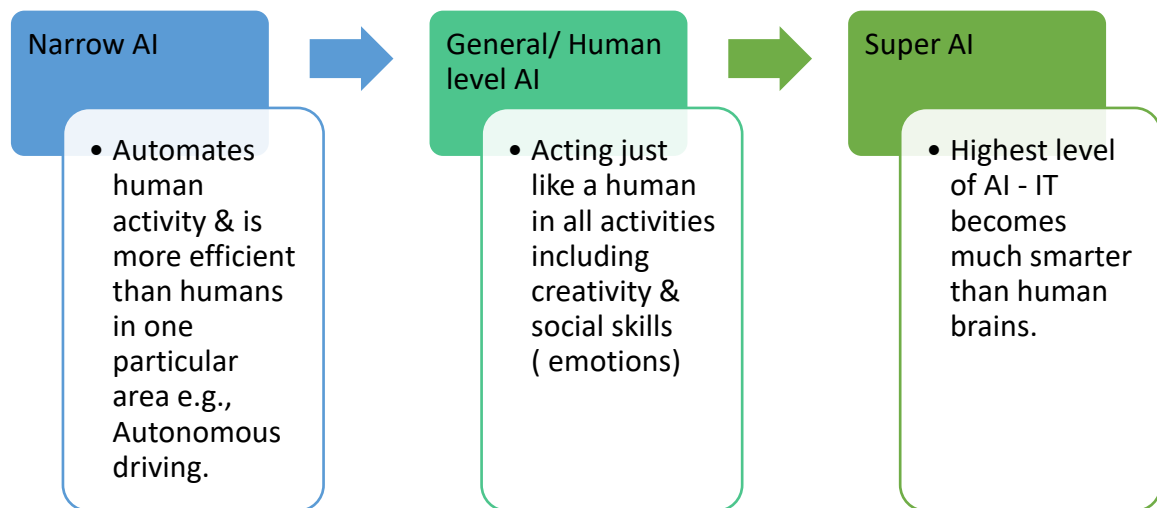 Narrow AI
• Automates
human
activity & is
more efficient
than humans
in one
particular
area e.g.,
Autonomous
driving.
General/ Human
level AI
• Acting just
like a human
in all activities
including
creativity &
social skills
( emotions)
Super AI
• Highest level
of AI - IT
becomes
much smarter
than human
brains.